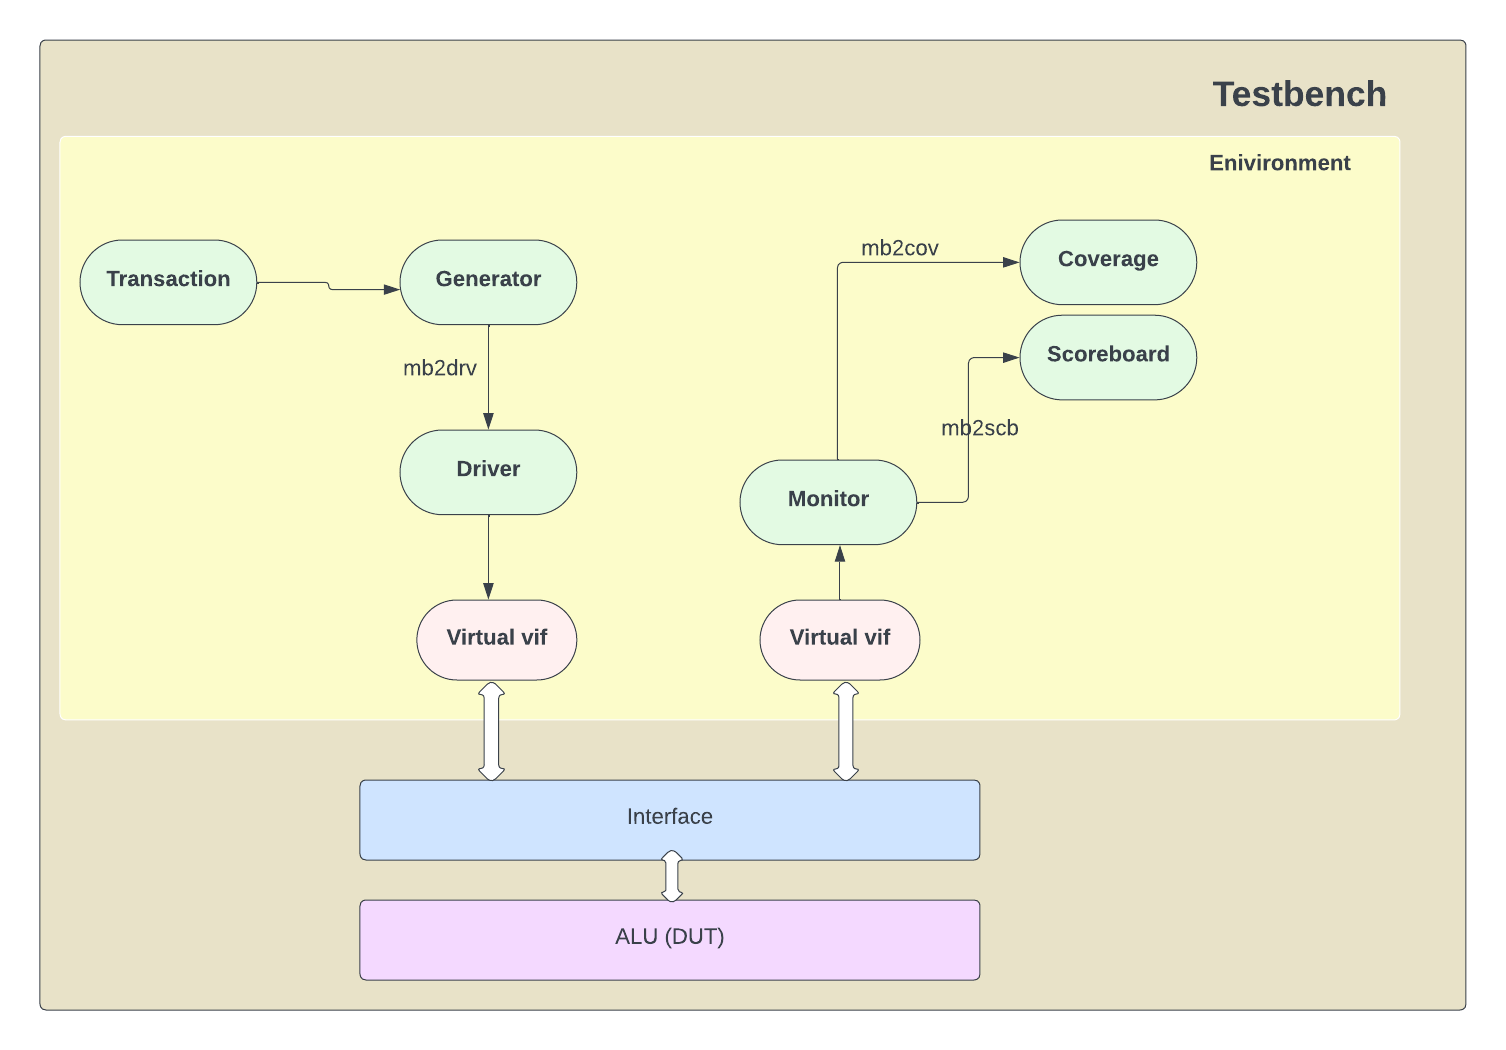 Testbench
Enivironment
Transaction
Generator
mb2cov
Coverage
mb2drv
Scoreboard
mb2scb
Driver
Monitor
Virtual vif
Virtual vif
Interface
ALU (DUT)